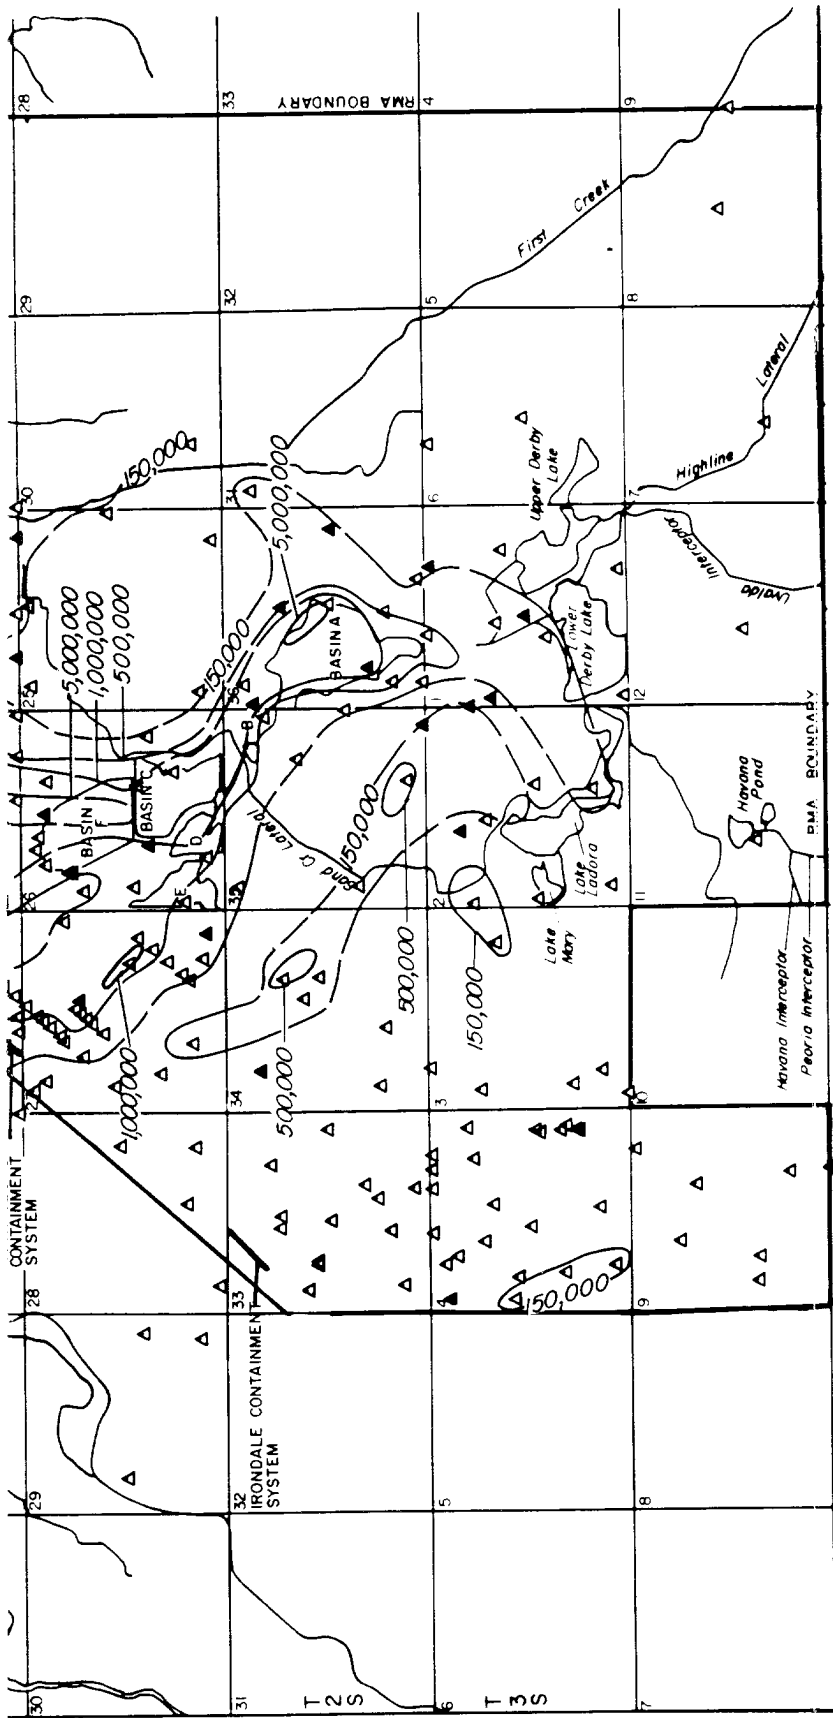 CONTAINMENT
SYSTEM
30
29
28
27
26
25
30
29
28
5,000,000
1,000,000
500,000
150,000
BASIN
F
BASIN C
D
E
B
1,000,000
150,000
5,000,000
31
32
33
34
35
36
31
32
33
IRONDALE CONTAINMENT
SYSTEM
500,000
Sand Cr Lateral
150,000
BASIN A
RMA BOUNDARY
T
2
S
500,000
6
5
4
3
2
1
6
5
4
150,000
T
3
S
150,000
Lake
Mary
Lake
Ladora
Lower
Derby Lake
Upper Derby
Lake
First Creek
7
8
9
10
11
12
7
8
9
Uvalda
Interceptor
Highline
Lateral
Havana
Pond
Havana Interceptor
Peoria Interceptor
RMA BOUNDARY